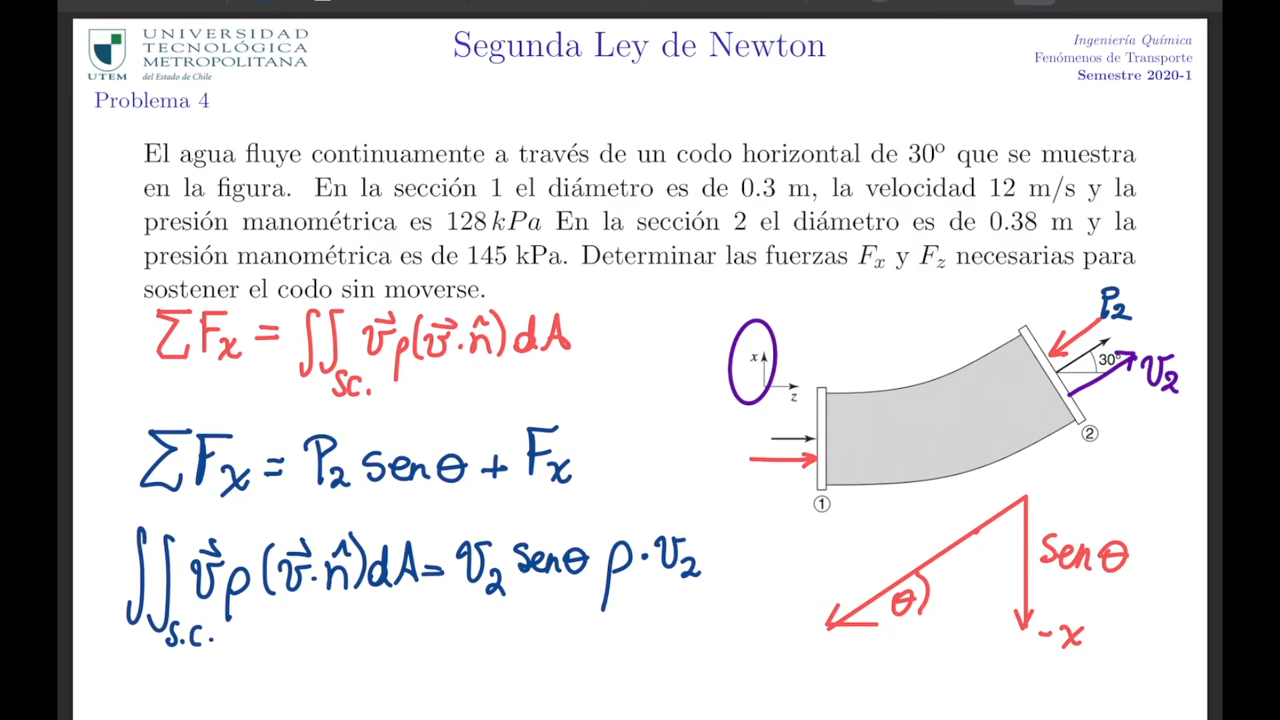 UNIVERSIDAD
TECNOLÓGICA
METROPOLITANA
del Estado de Chile
UTEM
Segunda Ley de Newton
Ingeniería Química
Fenómenos de Transporte
Semestre 2020-1
Problema 4
El agua fluye continuamente a través de un codo horizontal de 30º que se muestra
en la figura. En la sección 1 el diámetro es de 0.3 m, la velocidad 12 m/s y la
presión manométrica es 128 kPa En la sección 2 el diámetro es de 0.38 m y la
presión manométrica es de 145 kPa. Determinar las fuerzas Fx y Fz necesarias para
sostener el codo sin moverse.
ΣFx = ∬s.c. v⃗ρ(v⃗·n̂)dA
ΣFx = P2 senθ + Fx
∬s.c. v⃗ρ(v⃗·n̂)dA = v2 senθ ρ·v2
P2
x
z
30º
v2
②
①
θ
senθ
-x